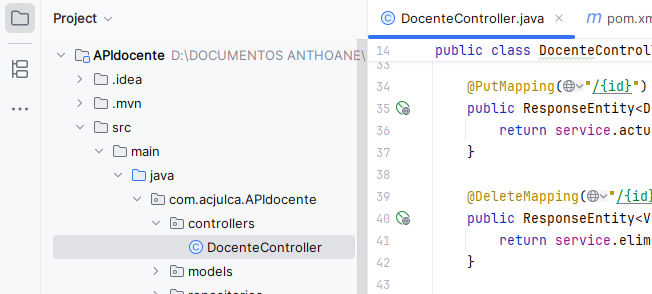 Project
APIdocente D:\DOCUMENTOS ANTHOANE\
.idea
.mvn
src
main
java
com.acjulca.APIdocente
controllers
DocenteController
models
repositories
DocenteController.java
pom.xm
14 public class DocenteControl
33
34 @PutMapping("/{id}")
35 public ResponseEntity<D
36 return service.actu
37 }
38
39 @DeleteMapping("/{id}
40 public ResponseEntity<V
41 return service.elim
42 }
43